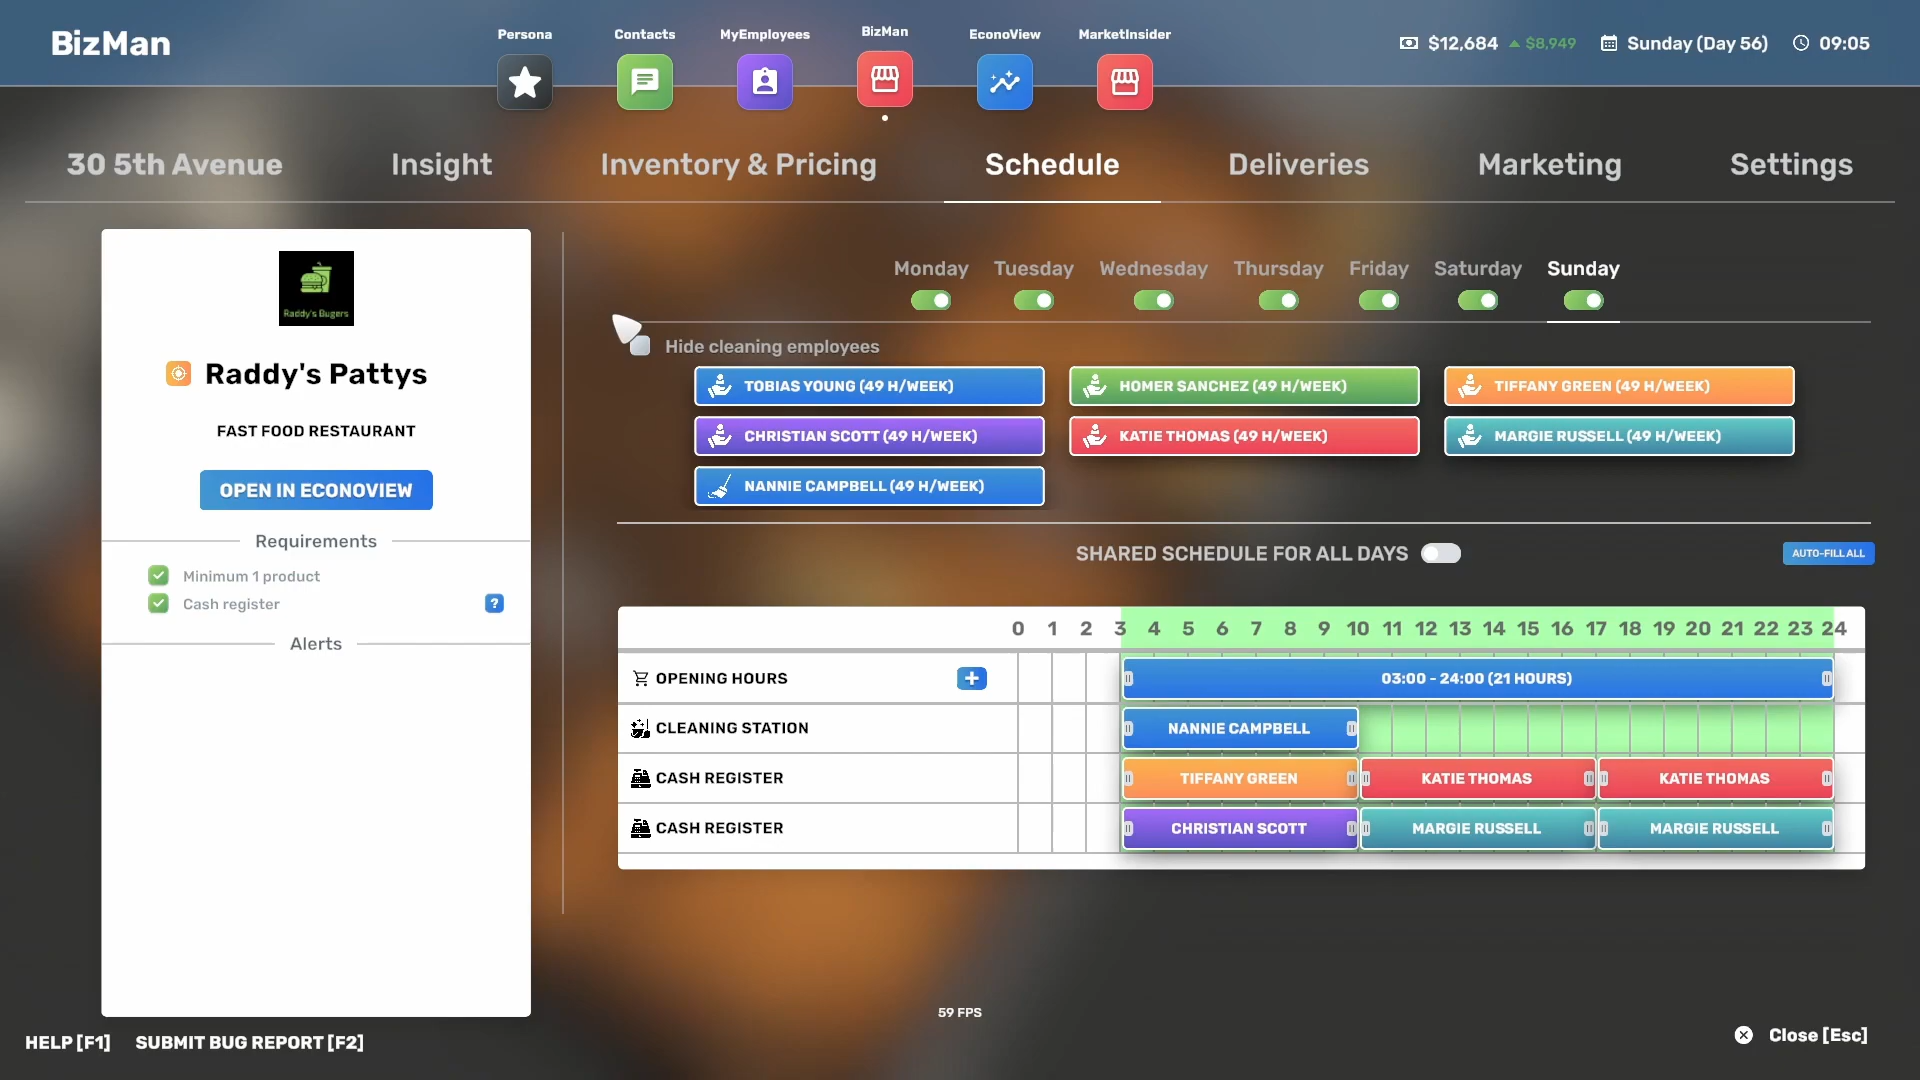 BizMan
Persona
Contacts
MyEmployees
BizMan
EconoView
MarketInsider
$12,684 $8,949 Sunday (Day 56) 09:05
30 5th Avenue Insight Inventory & Pricing Schedule Deliveries Marketing Settings
Raddy's Bugers
Raddy's Pattys
FAST FOOD RESTAURANT
OPEN IN ECONOVIEW
Requirements
Minimum 1 product
Cash register ?
Alerts
Monday Tuesday Wednesday Thursday Friday Saturday Sunday
Hide cleaning employees
TOBIAS YOUNG (49 H/WEEK) HOMER SANCHEZ (49 H/WEEK) TIFFANY GREEN (49 H/WEEK)
CHRISTIAN SCOTT (49 H/WEEK) KATIE THOMAS (49 H/WEEK) MARGIE RUSSELL (49 H/WEEK)
NANNIE CAMPBELL (49 H/WEEK)
SHARED SCHEDULE FOR ALL DAYS AUTO-FILL ALL
0 1 2 3 4 5 6 7 8 9 10 11 12 13 14 15 16 17 18 19 20 21 22 23 24
OPENING HOURS + 03:00 - 24:00 (21 HOURS)
CLEANING STATION NANNIE CAMPBELL
CASH REGISTER TIFFANY GREEN KATIE THOMAS KATIE THOMAS
CASH REGISTER CHRISTIAN SCOTT MARGIE RUSSELL MARGIE RUSSELL
59 FPS
HELP [F1] SUBMIT BUG REPORT [F2] Close [Esc]